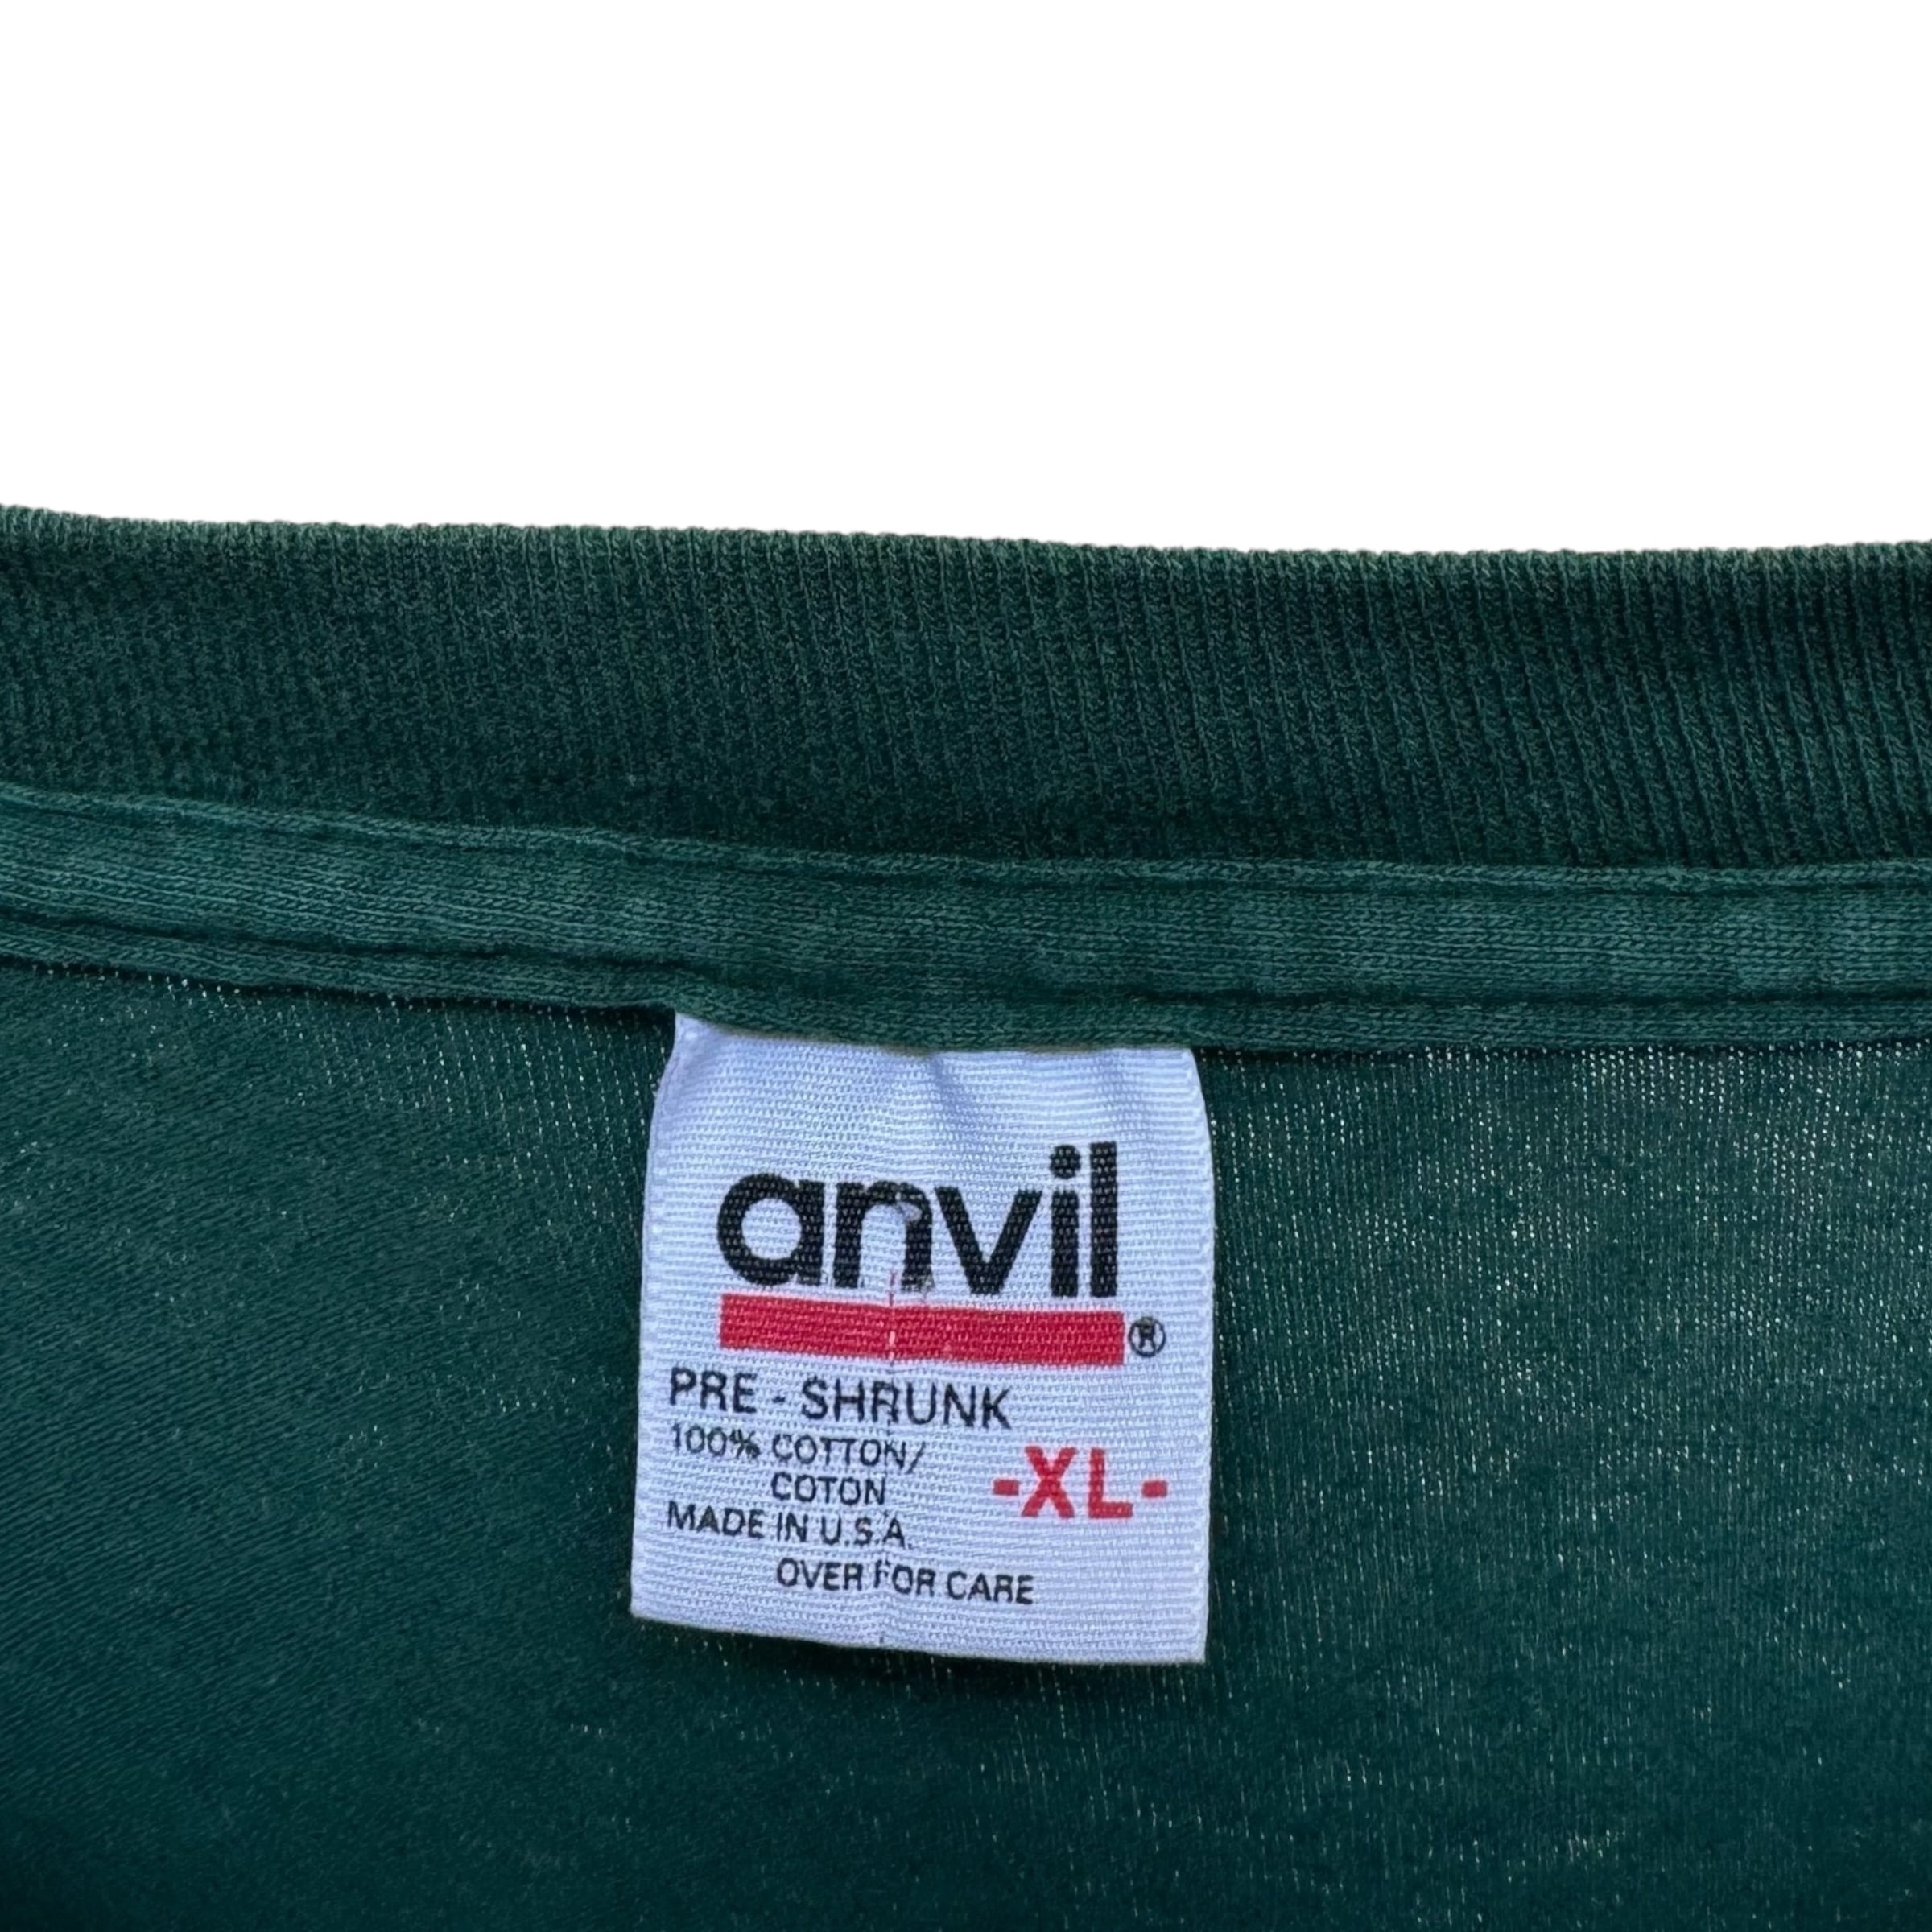 anvil®
PRE - SHRUNK
100% COTTON/
COTON
-XL-
MADE IN U.S.A.
OVER FOR CARE